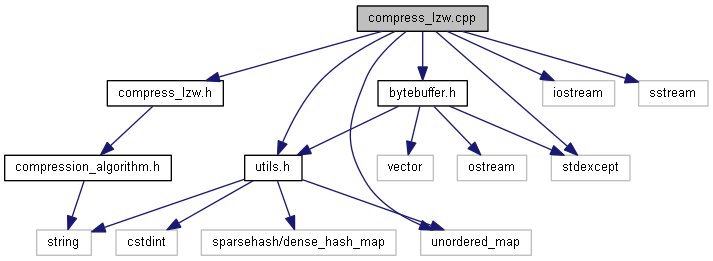 compress_lzw.cpp
compress_lzw.h
bytebuffer.h
iostream
sstream
compression_algorithm.h
utils.h
vector
ostream
stdexcept
string
cstdint
sparsehash/dense_hash_map
unordered_map